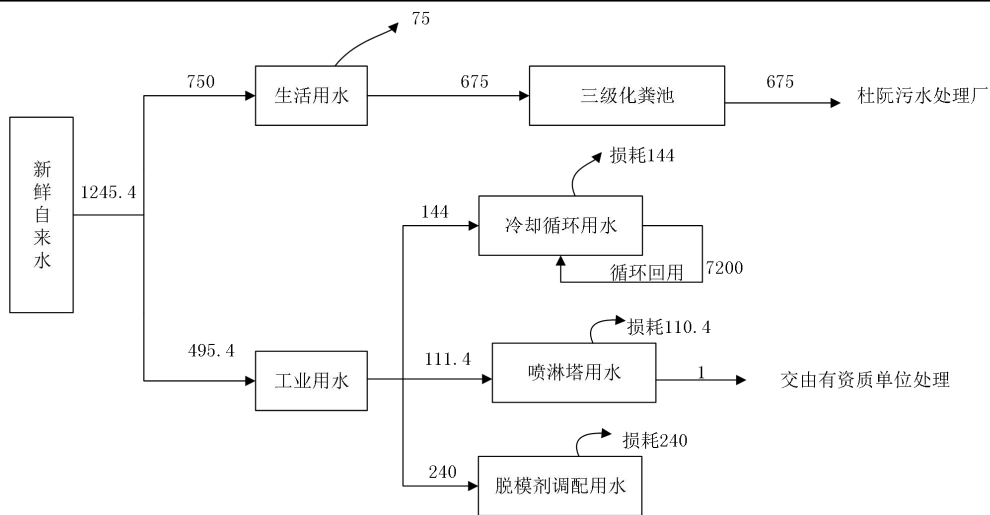 75
750
生活用水
675
三级化粪池
675
杜阮污水处理厂
新鲜自来水
1245.4
损耗144
144
冷却循环用水
循环回用
7200
495.4
工业用水
损耗110.4
111.4
喷淋塔用水
1
交由有资质单位处理
损耗240
240
脱模剂调配用水